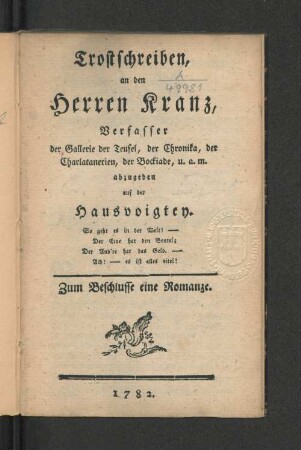 Trostschreiben,
an den
Herren Kranz,
Verfasser
der Gallerie der Teufel, der Chronika, der
Charlatanerien, der Bockiade, u. a. m.
abzugeben
auf der
Hausvoigtey.
So geht es in der Welt! —
Der Eine hat den Beutel;
Der And're hat das Geld. —
Ach! — es ist alles eitel!
Zum Beschlusse eine Romanze.
1782.